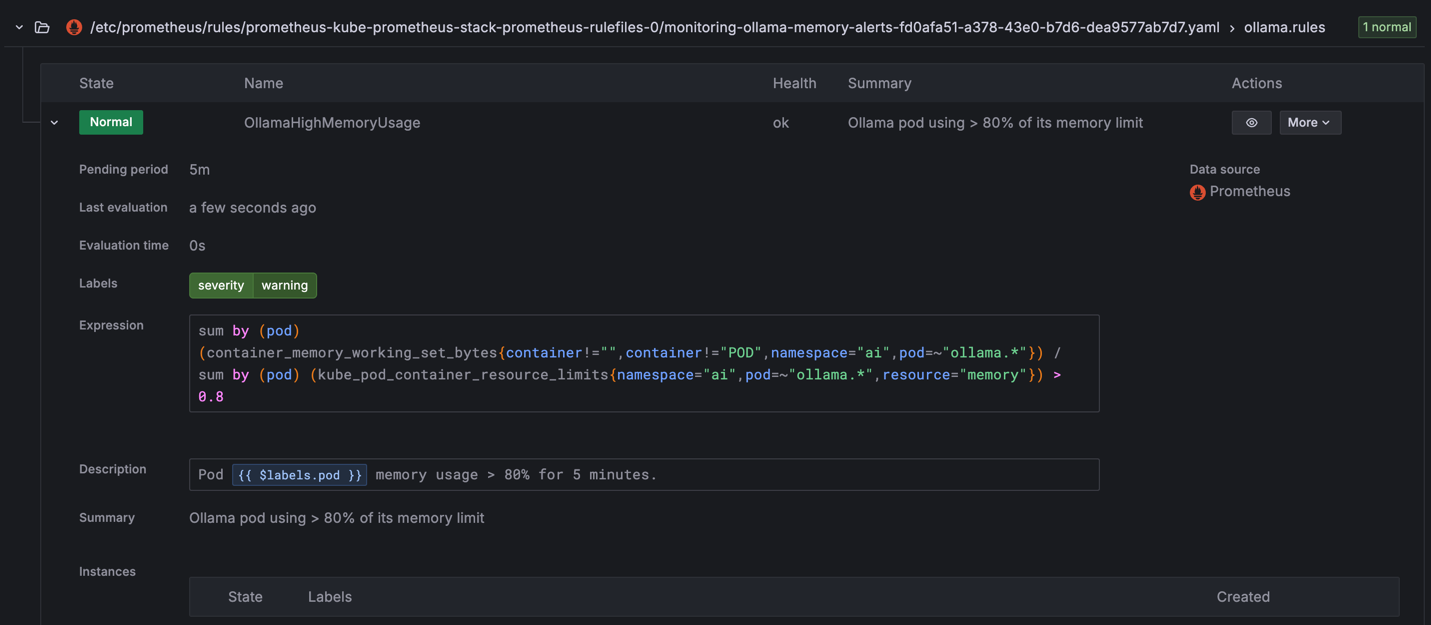 /etc/prometheus/rules/prometheus-kube-prometheus-stack-prometheus-rulefiles-0/monitoring-ollama-memory-alerts-fd0afa51-a378-43e0-b7d6-dea9577ab7d7.yaml > ollama.rules 1 normal
State Name Health Summary Actions
Normal OllamaHighMemoryUsage ok Ollama pod using > 80% of its memory limit More
Pending period 5m Data source
Prometheus
Last evaluation a few seconds ago
Evaluation time 0s
Labels severity warning
Expression sum by (pod)
(container_memory_working_set_bytes{container!="",container!="POD",namespace="ai",pod=~"ollama.*"}) /
sum by (pod) (kube_pod_container_resource_limits{namespace="ai",pod=~"ollama.*",resource="memory"}) >
0.8
Description Pod {{ $labels.pod }} memory usage > 80% for 5 minutes.
Summary Ollama pod using > 80% of its memory limit
Instances
State Labels Created